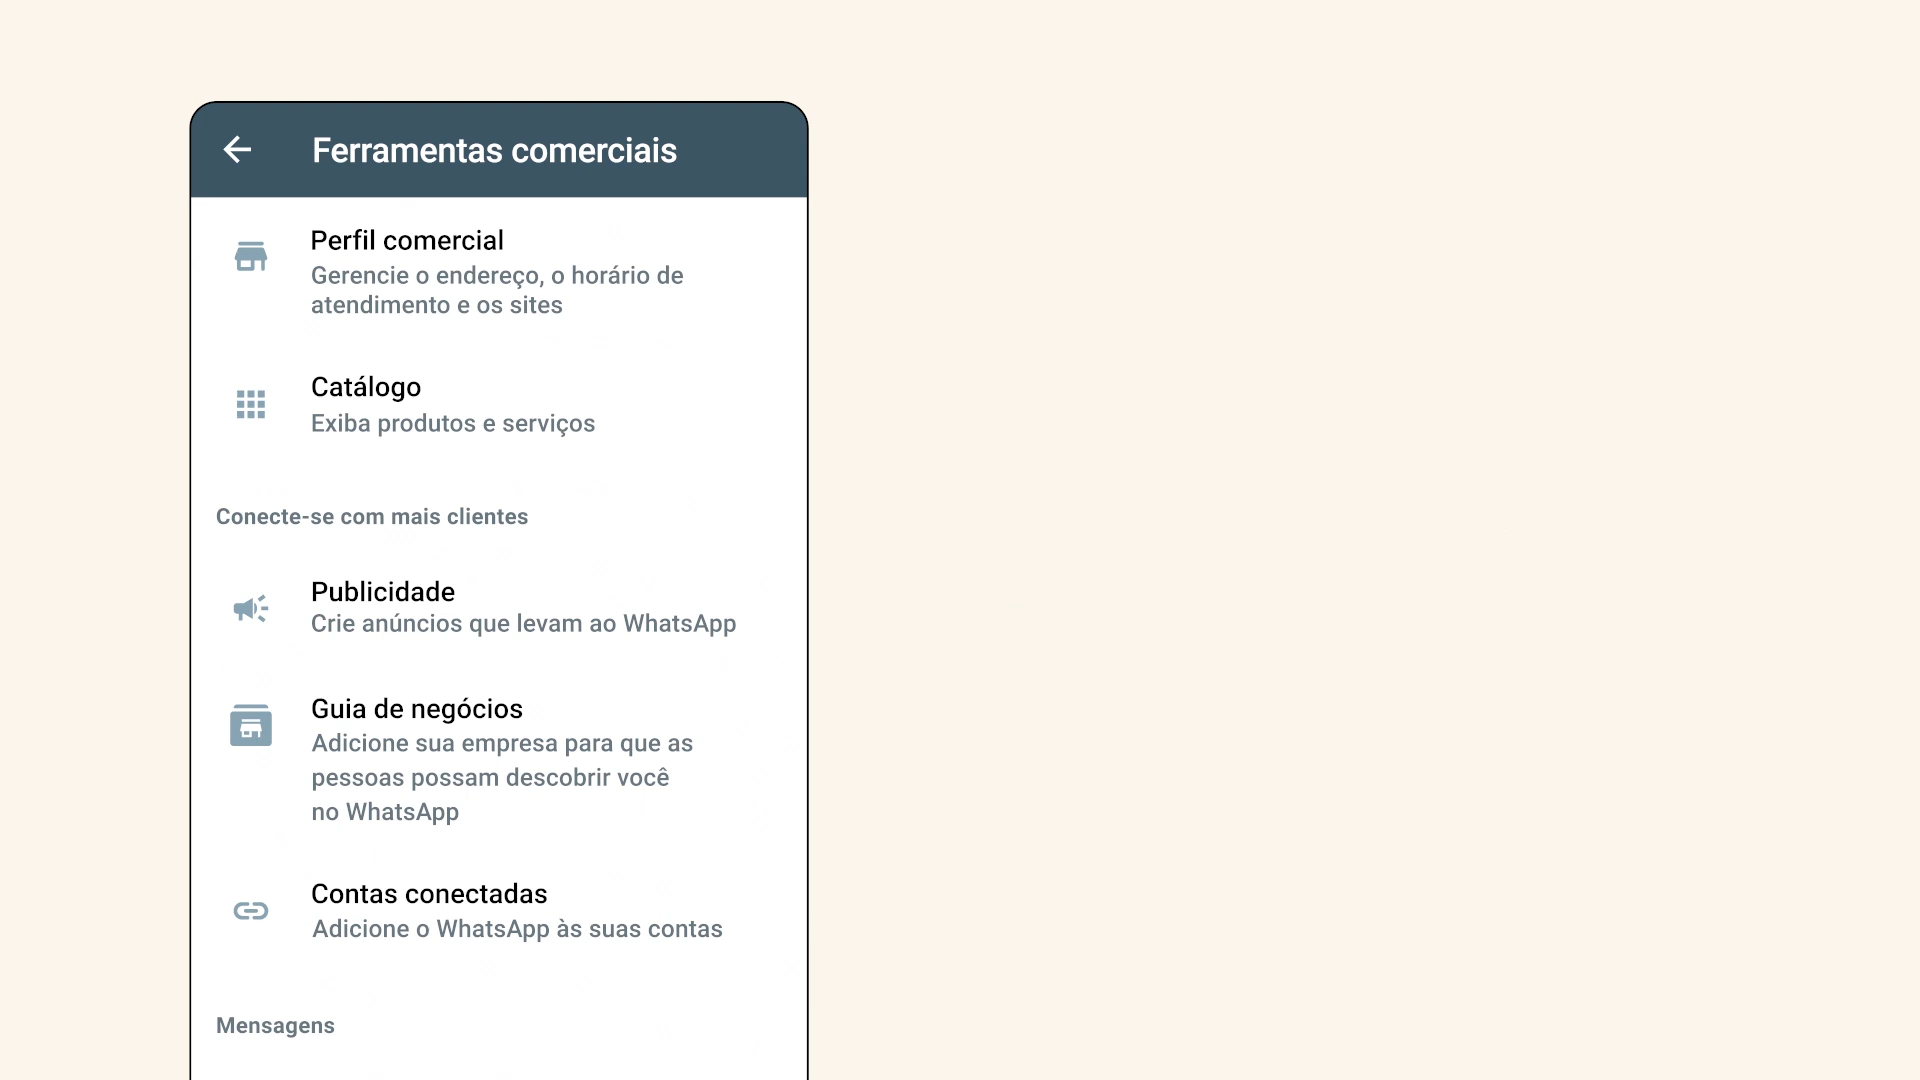 Ferramentas comerciais
Perfil comercial
Gerencie o endereço, o horário de
atendimento e os sites
Catálogo
Exiba produtos e serviços
Conecte-se com mais clientes
Publicidade
Crie anúncios que levam ao WhatsApp
Guia de negócios
Adicione sua empresa para que as
pessoas possam descobrir você
no WhatsApp
Contas conectadas
Adicione o WhatsApp às suas contas
Mensagens